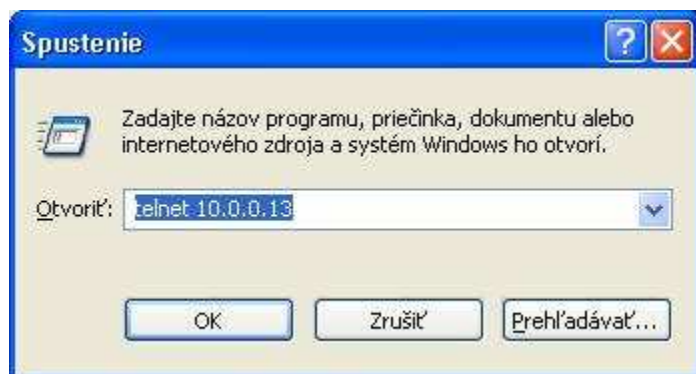 Spustenie
Zadajte názov programu, priečinka, dokumentu alebo
internetového zdroja a systém Windows ho otvorí.
Otvoriť: telnet 10.0.0.13
OK Zrušiť Prehľadávať...